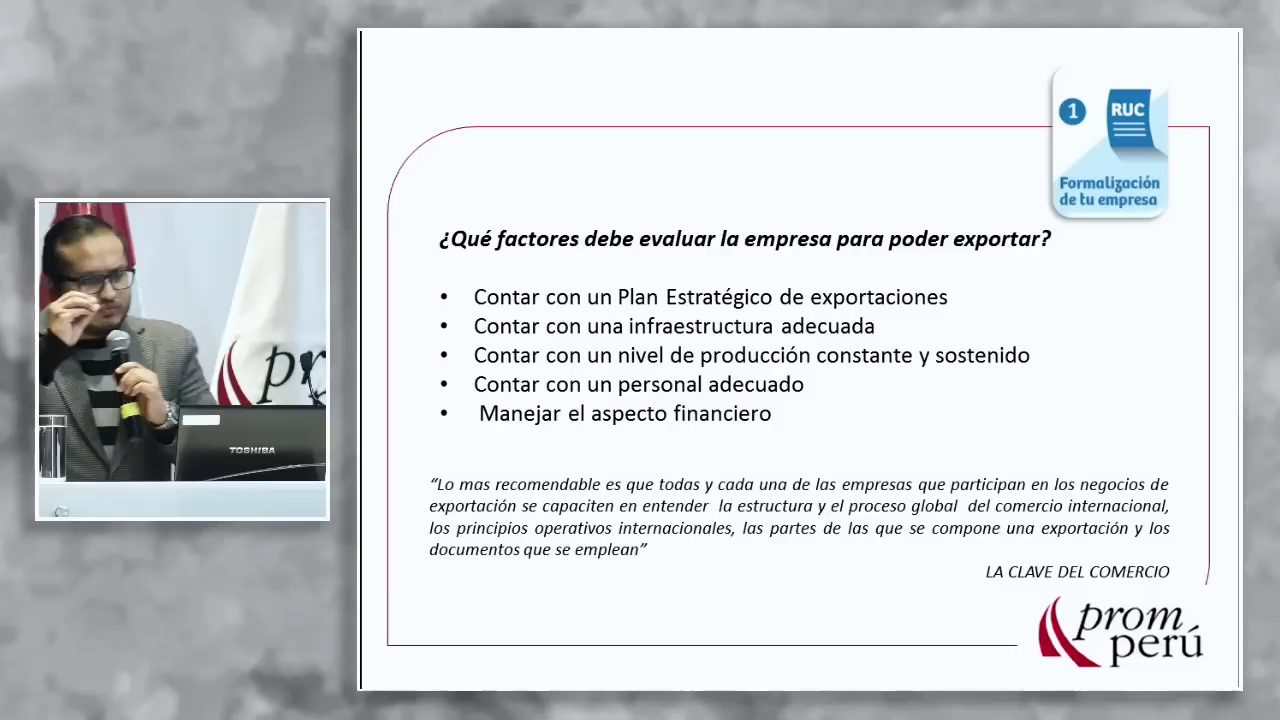 1
RUC
Formalización
de tu empresa
¿Qué factores debe evaluar la empresa para poder exportar?
• Contar con un Plan Estratégico de exportaciones
• Contar con una infraestructura adecuada
• Contar con un nivel de producción constante y sostenido
• Contar con un personal adecuado
• Manejar el aspecto financiero
“Lo mas recomendable es que todas y cada una de las empresas que participan en los negocios de
exportación se capaciten en entender la estructura y el proceso global del comercio internacional,
los principios operativos internacionales, las partes de las que se compone una exportación y los
documentos que se emplean”
LA CLAVE DEL COMERCIO
prom
perú
TOSHIBA